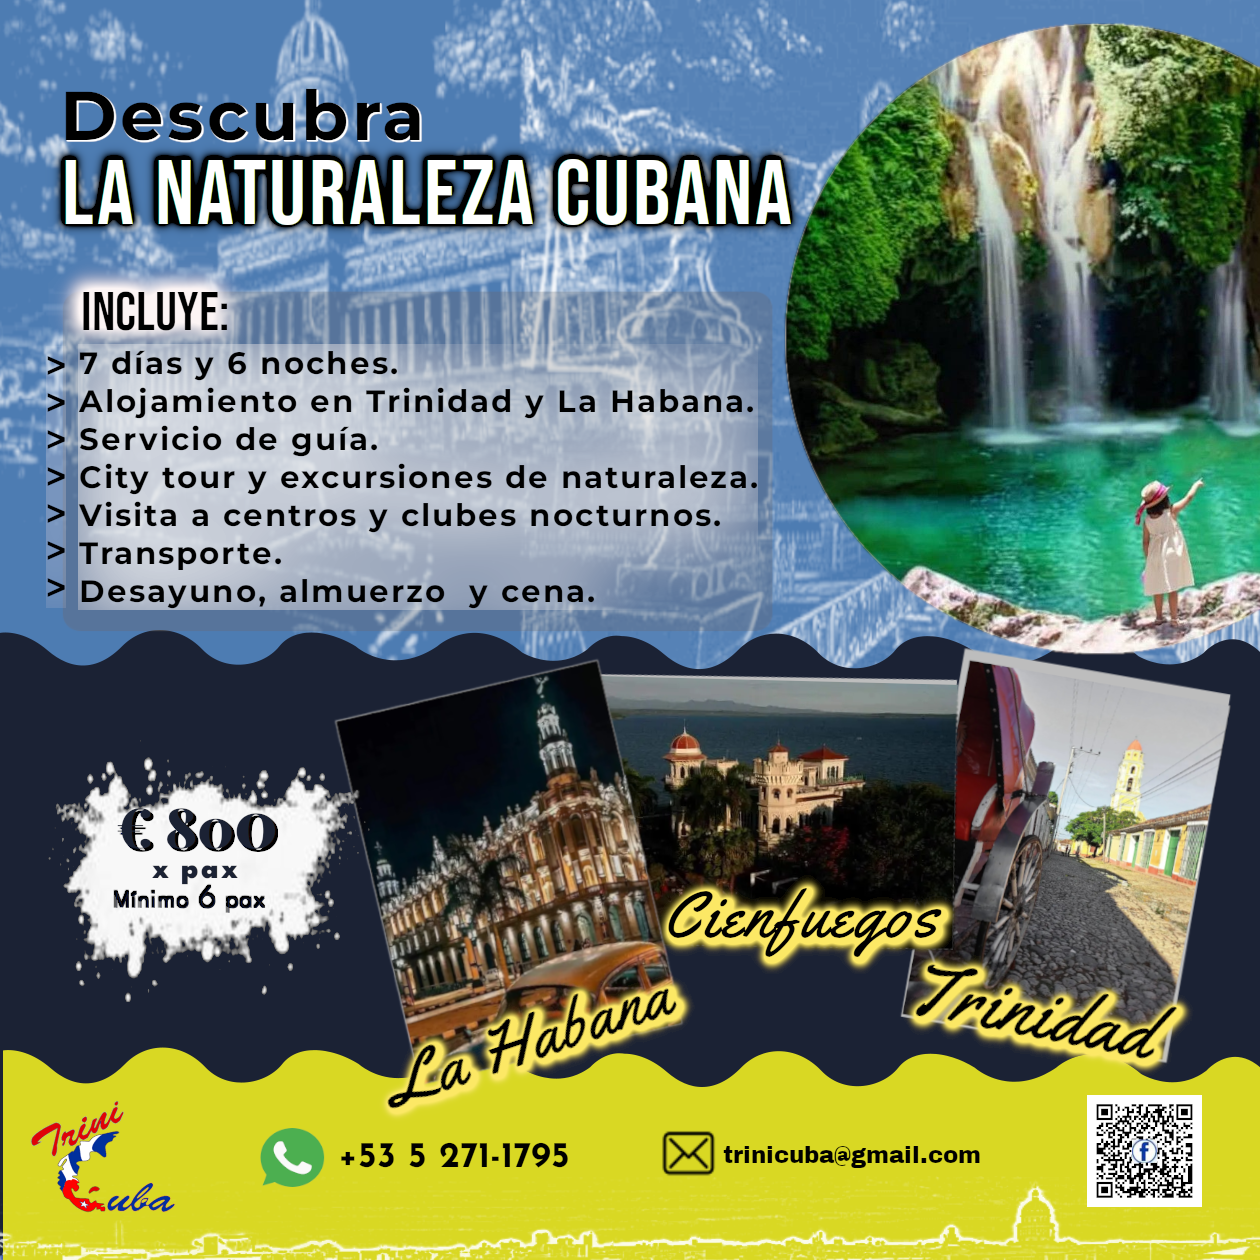 Descubra
LA NATURALEZA CUBANA
INCLUYE:
> 7 días y 6 noches.
> Alojamiento en Trinidad y La Habana.
> Servicio de guía.
> City tour y excursiones de naturaleza.
> Visita a centros y clubes nocturnos.
> Transporte.
> Desayuno, almuerzo y cena.
€ 800
x pax
Mínimo 6 pax
La Habana
Cienfuegos
Trinidad
Trini
Cuba
+53 5 271-1795
trinicuba@gmail.com
f